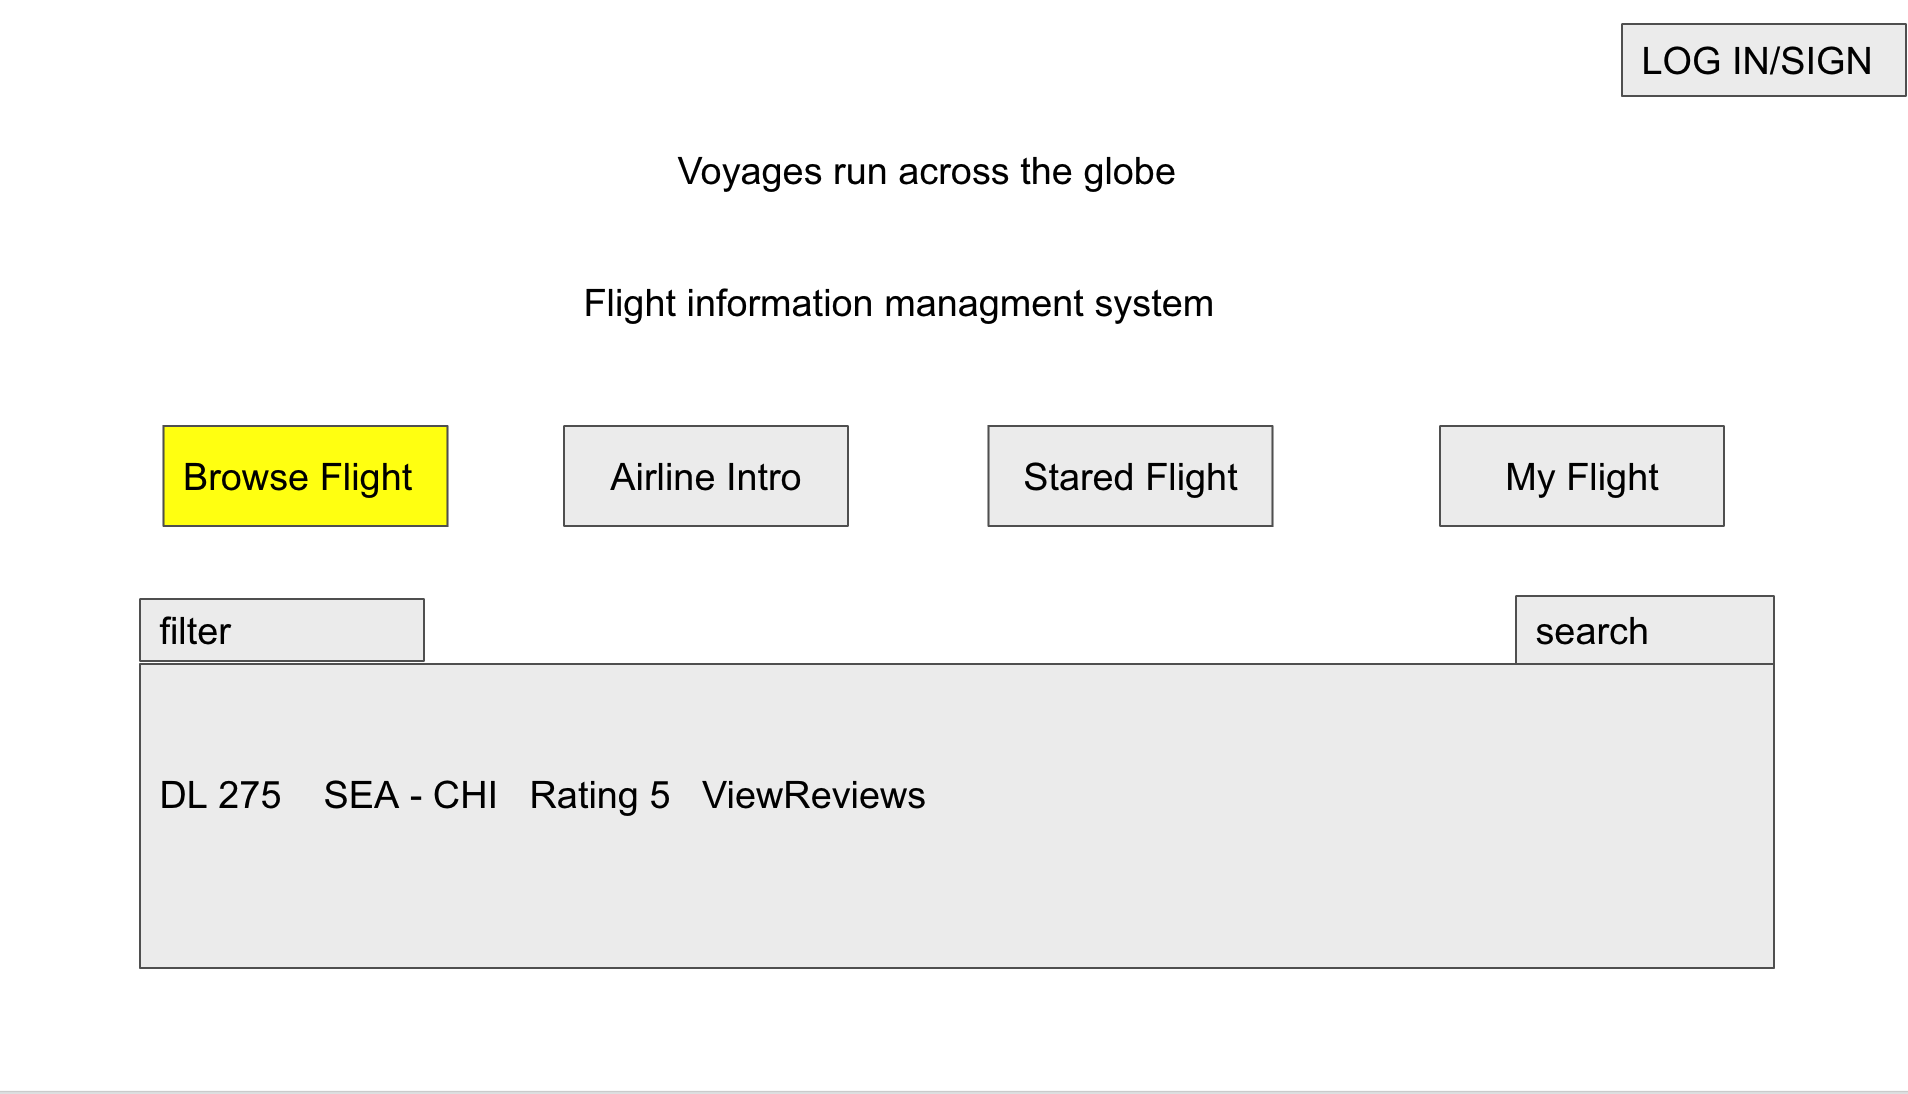 LOG IN/SIGN
Voyages run across the globe
Flight information managment system
Browse Flight
Airline Intro
Stared Flight
My Flight
filter
search
DL 275 SEA - CHI Rating 5 ViewReviews